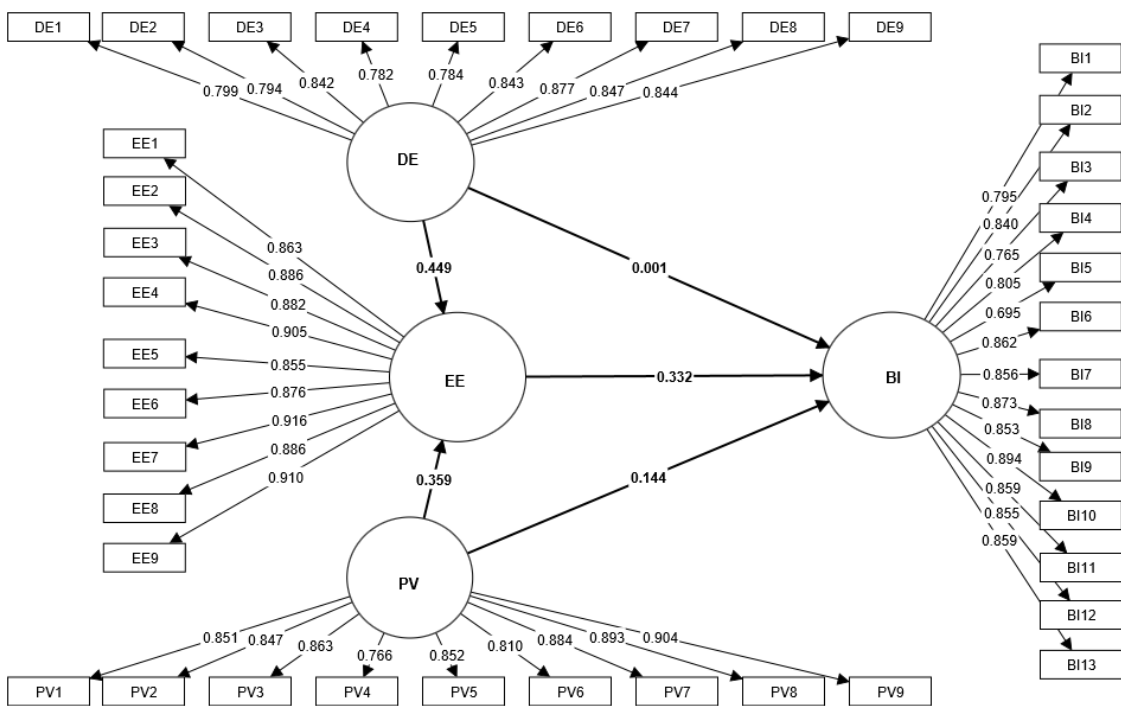 DE1 DE2 DE3 DE4 DE5 DE6 DE7 DE8 DE9
0.799 0.794 0.842 0.782 0.784 0.843 0.877 0.847 0.844
DE
EE1
EE2
EE3
EE4
EE5
EE6
EE7
EE8
EE9
0.863
0.886
0.882
0.905
0.855
0.876
0.916
0.886
0.910
0.449
0.001
EE
0.332
BI
0.359
0.144
PV
0.795
0.840
0.765
0.805
0.695
0.862
0.856
0.873
0.853
0.894
0.859
0.855
0.859
BI1
BI2
BI3
BI4
BI5
BI6
BI7
BI8
BI9
BI10
BI11
BI12
BI13
0.851 0.847 0.863 0.766 0.852 0.810 0.884 0.893 0.904
PV1 PV2 PV3 PV4 PV5 PV6 PV7 PV8 PV9